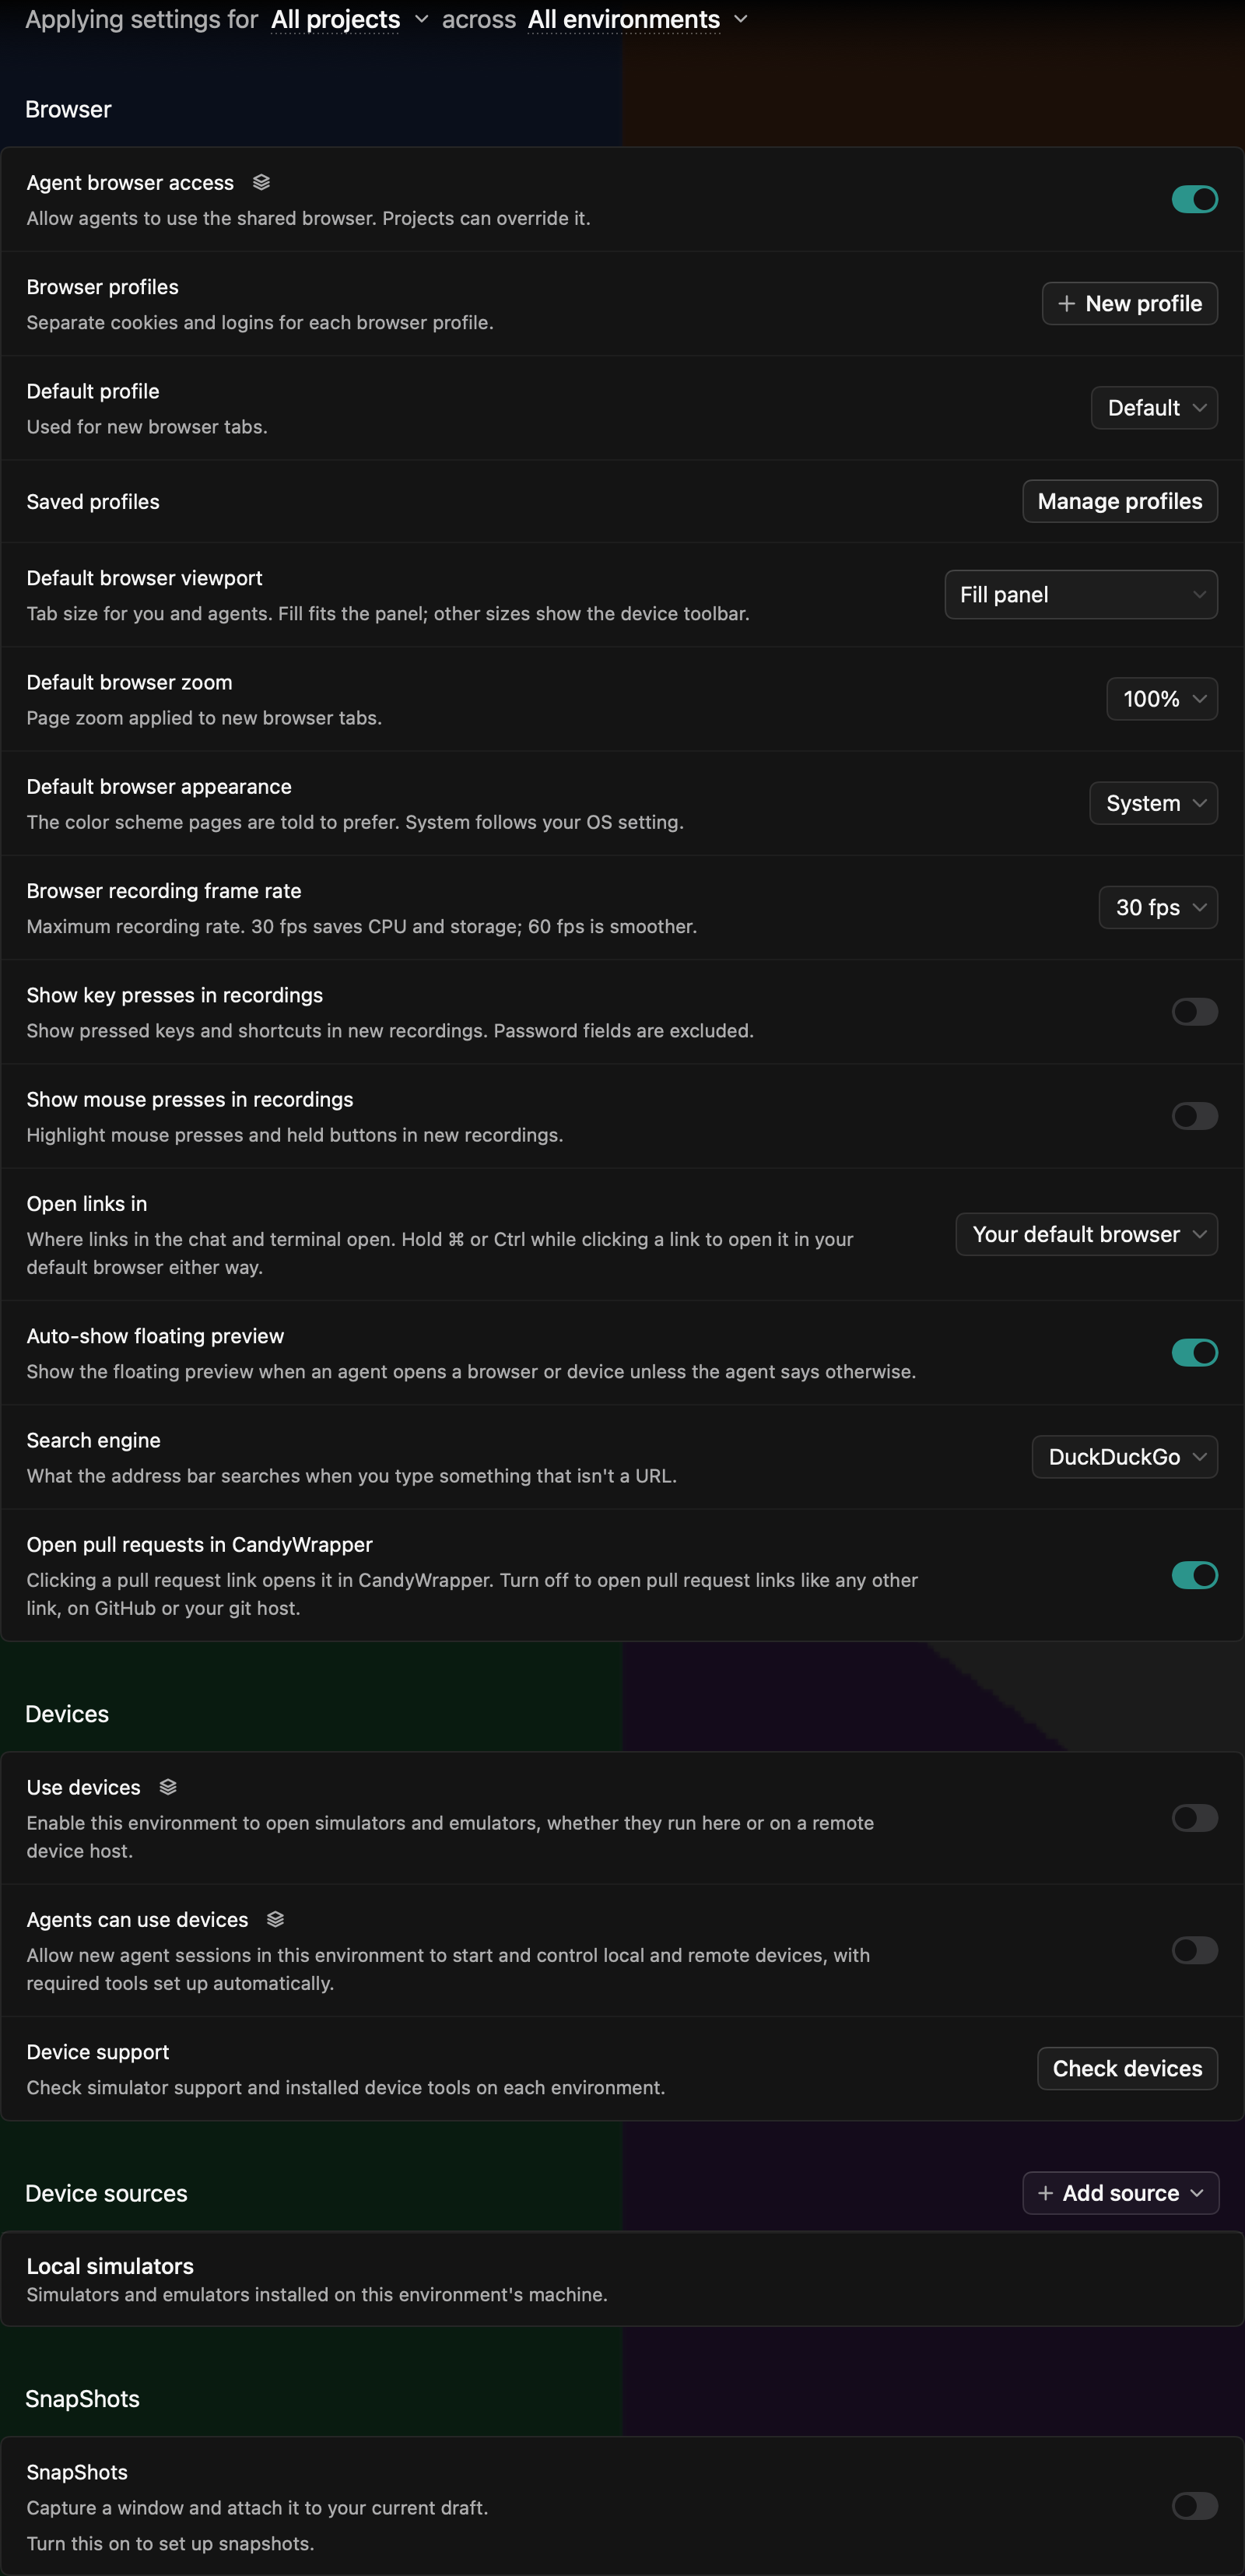 Applying settings for All projects across All environments
Browser
Agent browser access
Allow agents to use the shared browser. Projects can override it.
Browser profiles
Separate cookies and logins for each browser profile.
+ New profile
Default profile
Used for new browser tabs.
Default
Saved profiles
Manage profiles
Default browser viewport
Tab size for you and agents. Fill fits the panel; other sizes show the device toolbar.
Fill panel
Default browser zoom
Page zoom applied to new browser tabs.
100%
Default browser appearance
The color scheme pages are told to prefer. System follows your OS setting.
System
Browser recording frame rate
Maximum recording rate. 30 fps saves CPU and storage; 60 fps is smoother.
30 fps
Show key presses in recordings
Show pressed keys and shortcuts in new recordings. Password fields are excluded.
Show mouse presses in recordings
Highlight mouse presses and held buttons in new recordings.
Open links in
Where links in the chat and terminal open. Hold ⌘ or Ctrl while clicking a link to open it in your
default browser either way.
Your default browser
Auto-show floating preview
Show the floating preview when an agent opens a browser or device unless the agent says otherwise.
Search engine
What the address bar searches when you type something that isn't a URL.
DuckDuckGo
Open pull requests in CandyWrapper
Clicking a pull request link opens it in CandyWrapper. Turn off to open pull request links like any other
link, on GitHub or your git host.
Devices
Use devices
Enable this environment to open simulators and emulators, whether they run here or on a remote
device host.
Agents can use devices
Allow new agent sessions in this environment to start and control local and remote devices, with
required tools set up automatically.
Device support
Check simulator support and installed device tools on each environment.
Check devices
Device sources
+ Add source
Local simulators
Simulators and emulators installed on this environment's machine.
SnapShots
SnapShots
Capture a window and attach it to your current draft.
Turn this on to set up snapshots.